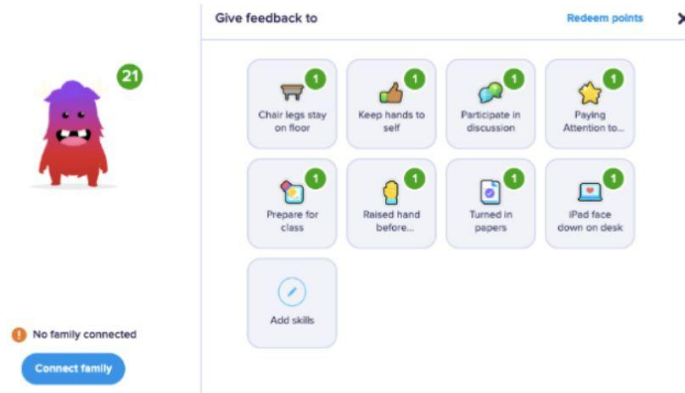 Give feedback to
Redeem points
21
1
Chair legs stay
on floor
1
Keep hands to
self
1
Participate in
discussion
1
Paying
Attention to...
1
Prepare for
class
1
Raised hand
before...
1
Turned in
papers
1
iPad face
down on desk
Add skills
No family connected
Connect family